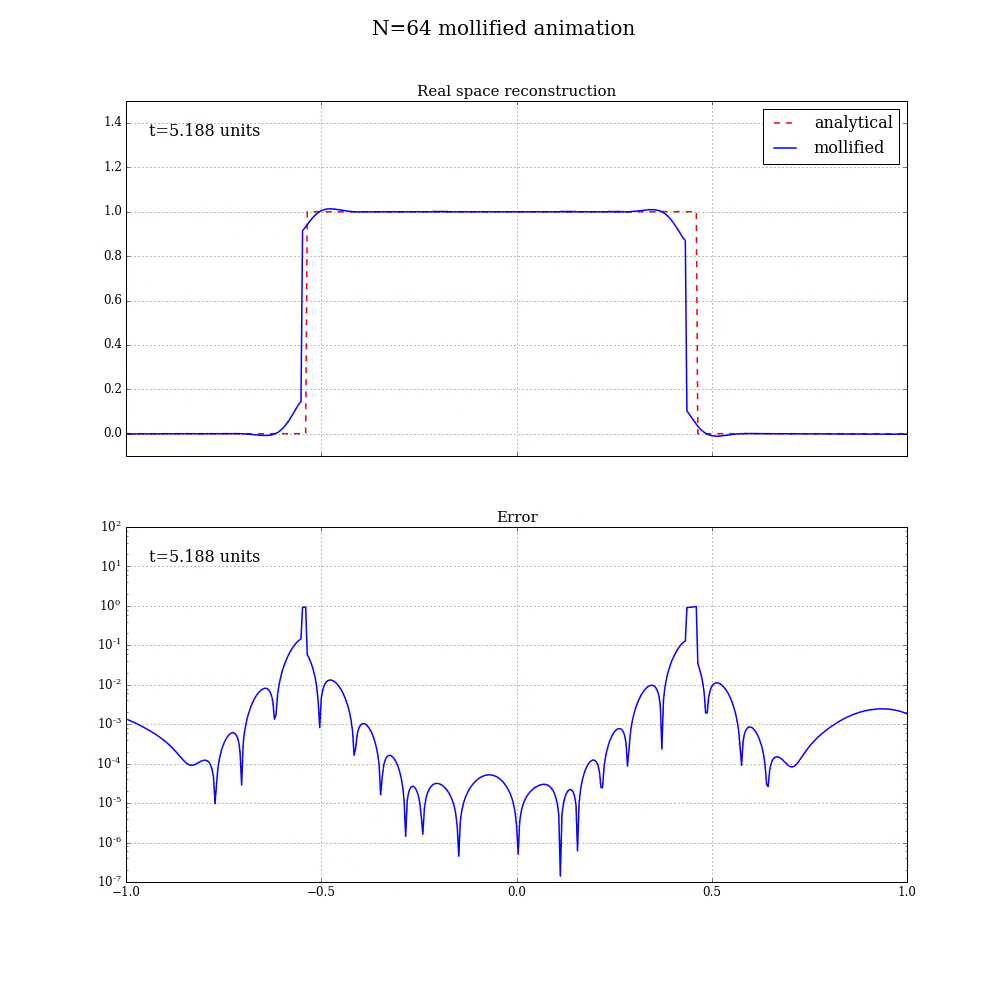 N=64 mollified animation
Real space reconstruction
t=5.188 units
analytical
mollified
1.4
1.2
1.0
0.8
0.6
0.4
0.2
0.0
Error
t=5.188 units
10²
10¹
10⁰
10⁻¹
10⁻²
10⁻³
10⁻⁴
10⁻⁵
10⁻⁶
10⁻⁷
−1.0 −0.5 0.0 0.5 1.0